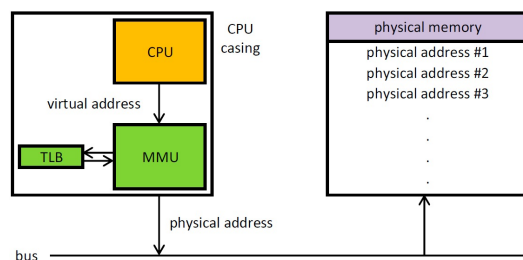 CPU
CPU
casing
virtual address
TLB
MMU
physical address
bus
physical memory
physical address #1
physical address #2
physical address #3
.
.
.
.